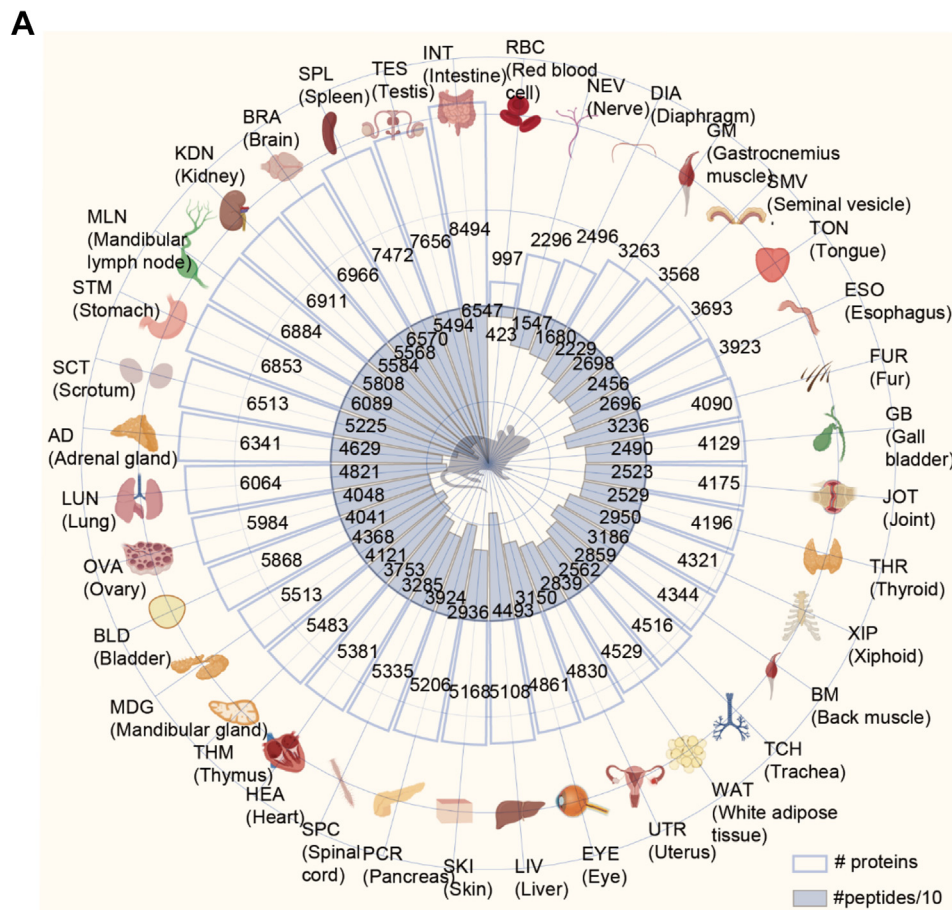 A
INT
(Intestine)
RBC
(Red blood
cell)
NEV
(Nerve)
DIA
(Diaphragm)
GM
(Gastrocnemius
muscle)
SMV
(Seminal vesicle)
TON
(Tongue)
ESO
(Esophagus)
FUR
(Fur)
GB
(Gall
bladder)
JOT
(Joint)
THR
(Thyroid)
XIP
(Xiphoid)
BM
(Back muscle)
TCH
(Trachea)
WAT
(White adipose
tissue)
UTR
(Uterus)
EYE
(Eye)
LIV
(Liver)
SKI
(Skin)
PCR
(Pancreas)
SPC
(Spinal
cord)
HEA
(Heart)
THM
(Thymus)
MDG
(Mandibular gland)
BLD
(Bladder)
OVA
(Ovary)
LUN
(Lung)
AD
(Adrenal gland)
SCT
(Scrotum)
STM
(Stomach)
MLN
(Mandibular
lymph node)
KDN
(Kidney)
BRA
(Brain)
SPL
(Spleen)
TES
(Testis)
997
2296
2496
3263
3568
3693
3923
4090
4129
4175
4196
4321
4344
4516
4529
4830
4861
5108
5168
5206
5335
5381
5483
5513
5868
5984
6064
6341
6513
6853
6884
6911
6966
7472
7656
8494
423
1547
1680
2229
2698
2456
2696
3236
2490
2523
2529
2950
3186
2859
2562
2839
3150
4493
2936
3924
3285
3753
4121
4368
4041
4048
4821
4629
5225
6089
5808
5584
5568
6570
5494
6547
# proteins
#peptides/10